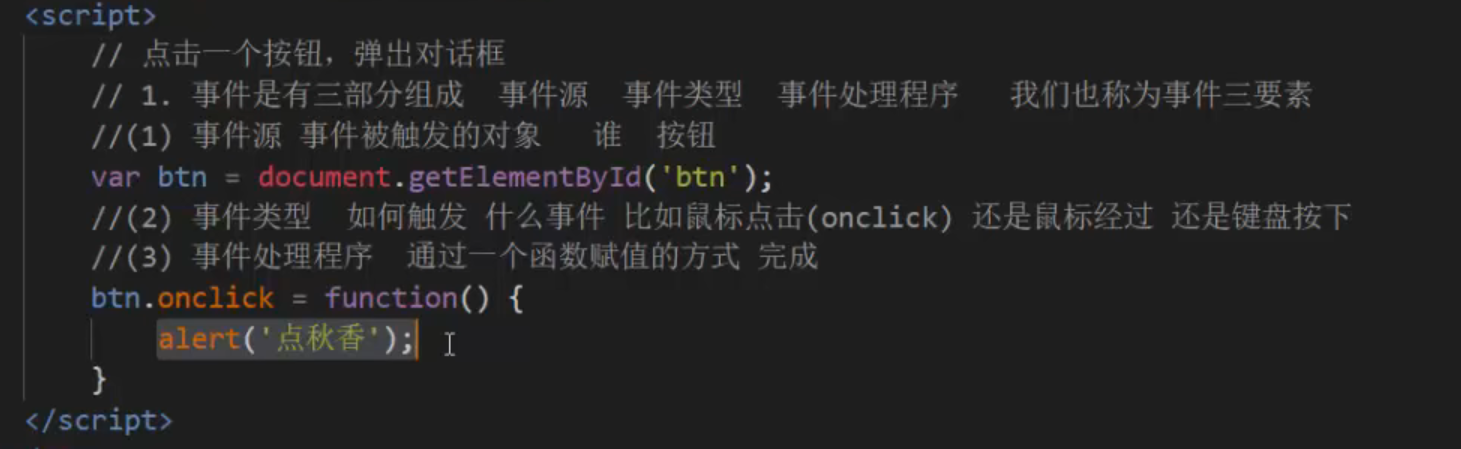 <script>
// 点击一个按钮，弹出对话框
// 1. 事件是有三部分组成 事件源 事件类型 事件处理程序 我们也称为事件三要素
//(1) 事件源 事件被触发的对象 谁 按钮
var btn = document.getElementById('btn');
//(2) 事件类型 如何触发 什么事件 比如鼠标点击(onclick) 还是鼠标经过 还是键盘按下
//(3) 事件处理程序 通过一个函数赋值的方式 完成
btn.onclick = function() {
alert('点秋香');
}
</script>